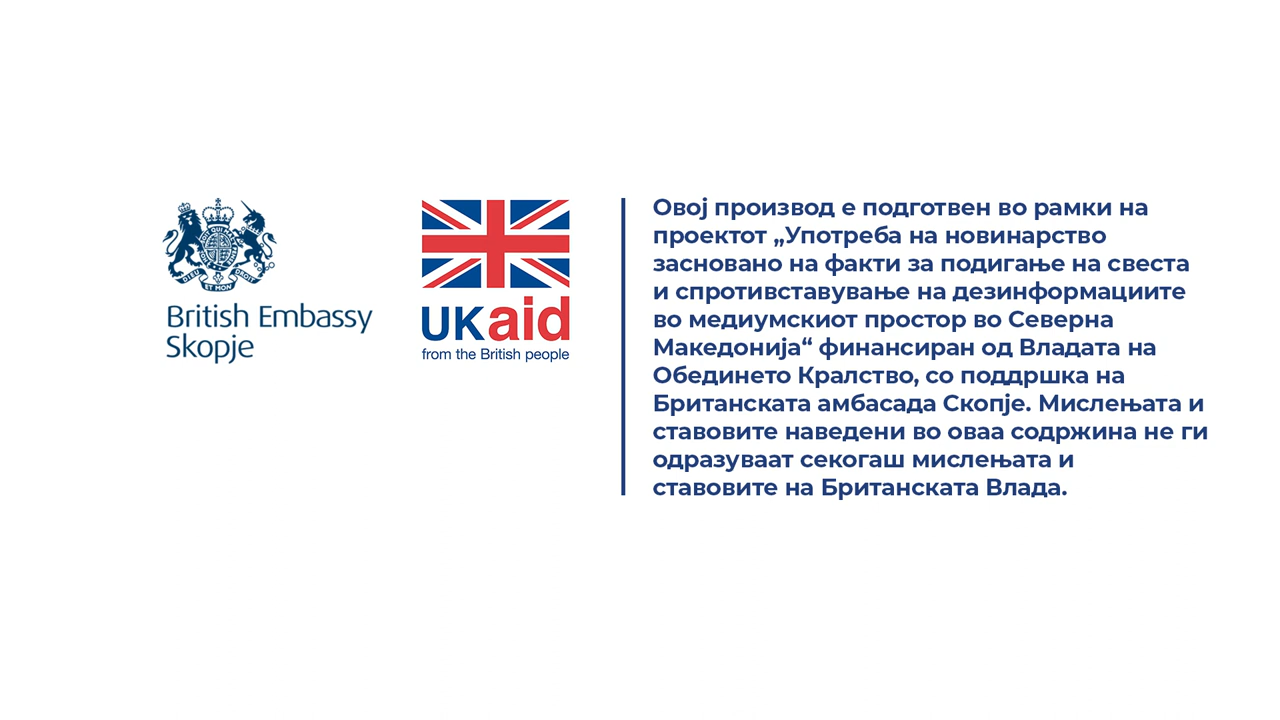 British Embassy
Skopje
UKaid
from the British people
Овој производ е подготвен во рамки на
проектот „Употреба на новинарство
засновано на факти за подигање на свеста
и спротивставување на дезинформациите
во медиумскиот простор во Северна
Македонија“ финансиран од Владата на
Обединето Кралство, со поддршка на
Британската амбасада Скопје. Мислењата и
ставовите наведени во оваа содржина не ги
одразуваат секогаш мислењата и
ставовите на Британската Влада.